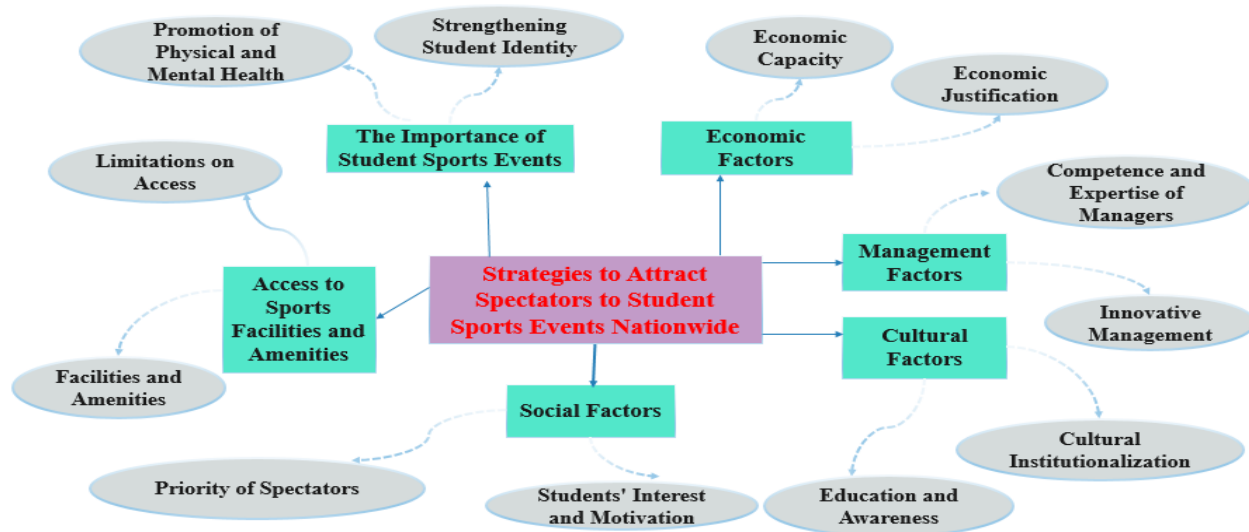 Promotion of
Physical and
Mental Health
Strengthening
Student Identity
Economic
Capacity
Economic
Justification
The Importance of
Student Sports Events
Economic
Factors
Limitations on
Access
Competence and
Expertise of
Managers
Management
Factors
Strategies to Attract
Spectators to Student
Sports Events Nationwide
Access to
Sports
Facilities and
Amenities
Innovative
Management
Cultural
Factors
Facilities and
Amenities
Social Factors
Cultural
Institutionalization
Priority of Spectators
Students' Interest
and Motivation
Education and
Awareness